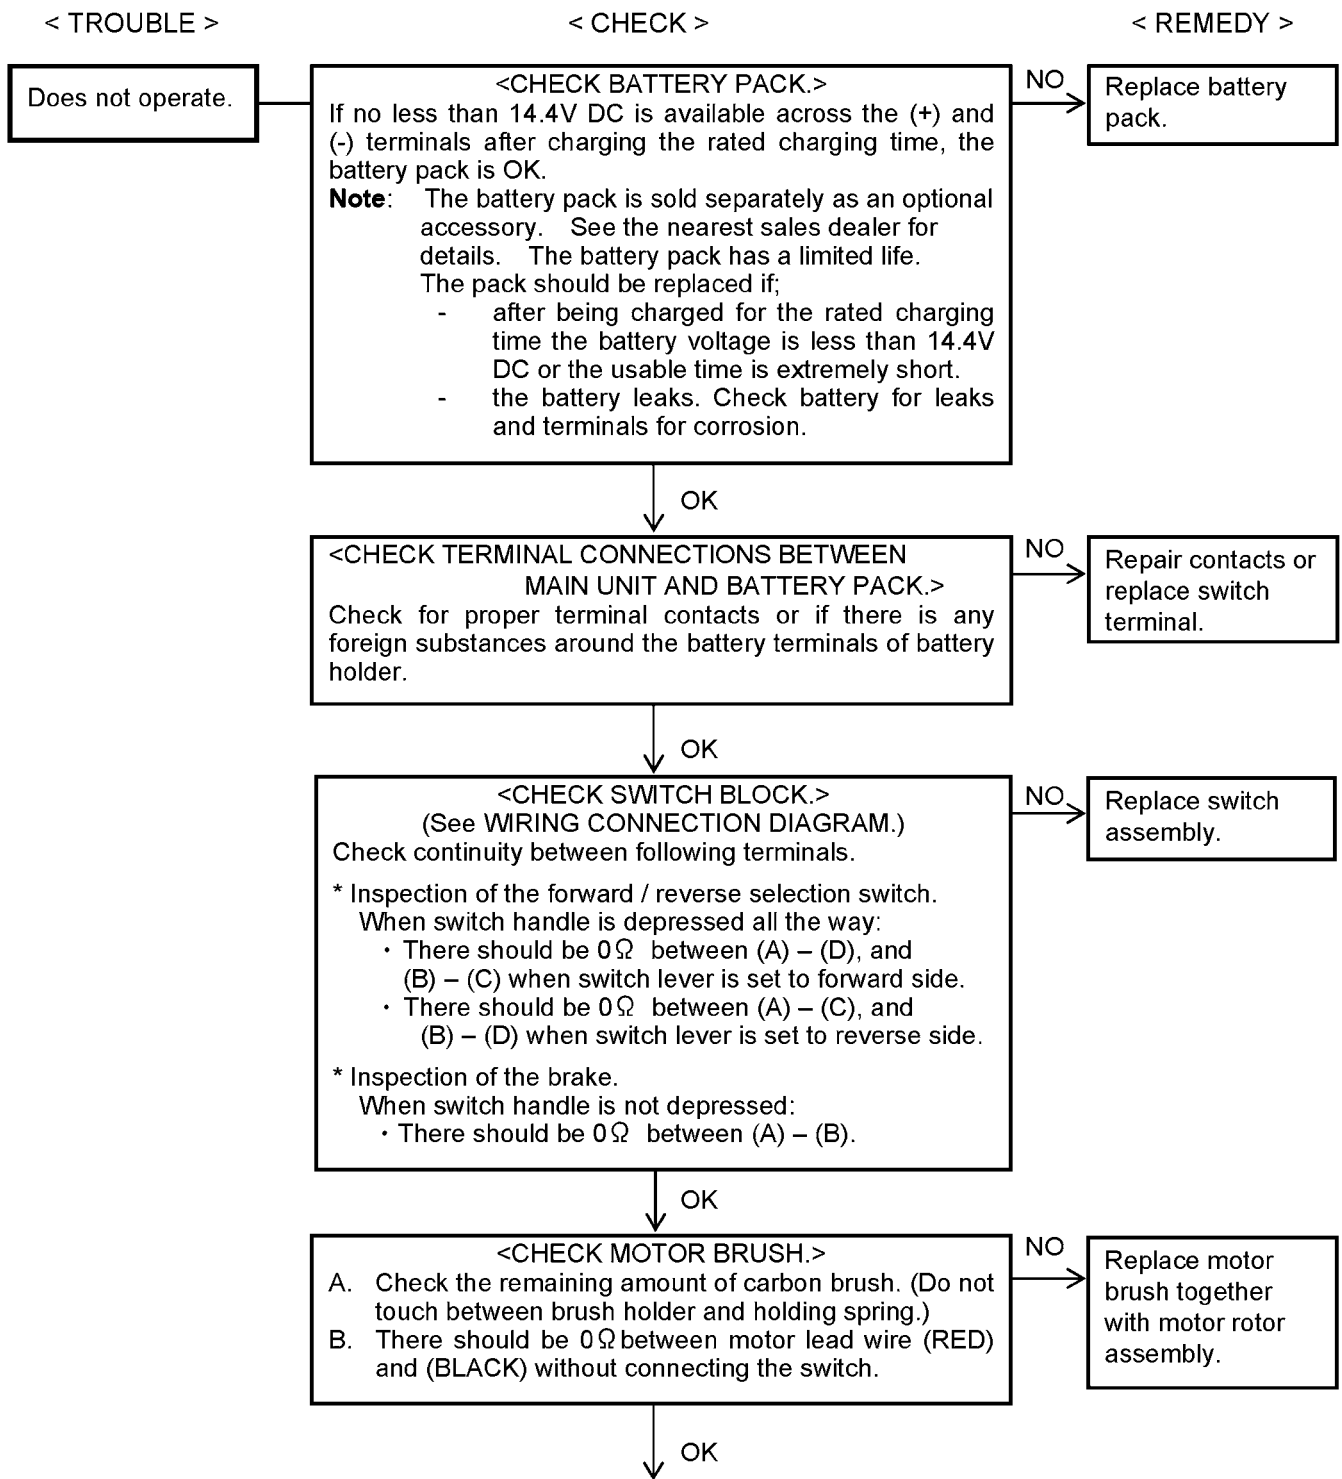 < TROUBLE >
< CHECK >
< REMEDY >
Does not operate.
<CHECK BATTERY PACK.>
If no less than 14.4V DC is available across the (+) and
(-) terminals after charging the rated charging time, the
battery pack is OK.
Note: The battery pack is sold separately as an optional
accessory. See the nearest sales dealer for
details. The battery pack has a limited life.
The pack should be replaced if;
- after being charged for the rated charging
time the battery voltage is less than 14.4V
DC or the usable time is extremely short.
- the battery leaks. Check battery for leaks
and terminals for corrosion.
NO
Replace battery
pack.
OK
<CHECK TERMINAL CONNECTIONS BETWEEN
MAIN UNIT AND BATTERY PACK.>
Check for proper terminal contacts or if there is any
foreign substances around the battery terminals of battery
holder.
NO
Repair contacts or
replace switch
terminal.
OK
<CHECK SWITCH BLOCK.>
(See WIRING CONNECTION DIAGRAM.)
Check continuity between following terminals.
* Inspection of the forward / reverse selection switch.
When switch handle is depressed all the way:
・There should be 0Ω between (A) – (D), and
(B) – (C) when switch lever is set to forward side.
・There should be 0Ω between (A) – (C), and
(B) – (D) when switch lever is set to reverse side.
* Inspection of the brake.
When switch handle is not depressed:
・There should be 0Ω between (A) – (B).
NO
Replace switch
assembly.
OK
<CHECK MOTOR BRUSH.>
A. Check the remaining amount of carbon brush. (Do not
touch between brush holder and holding spring.)
B. There should be 0Ω between motor lead wire (RED)
and (BLACK) without connecting the switch.
NO
Replace motor
brush together
with motor rotor
assembly.
OK